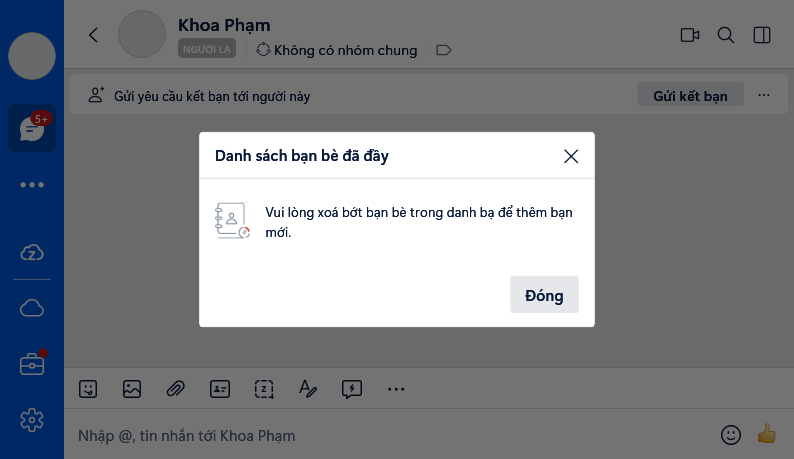 Khoa Phạm
NGƯỜI LẠ
Không có nhóm chung
5+
Gửi yêu cầu kết bạn tới người này
Gửi kết bạn
Danh sách bạn bè đã đầy
Vui lòng xoá bớt bạn bè trong danh bạ để thêm bạn
mới.
Đóng
Nhập @, tin nhắn tới Khoa Phạm